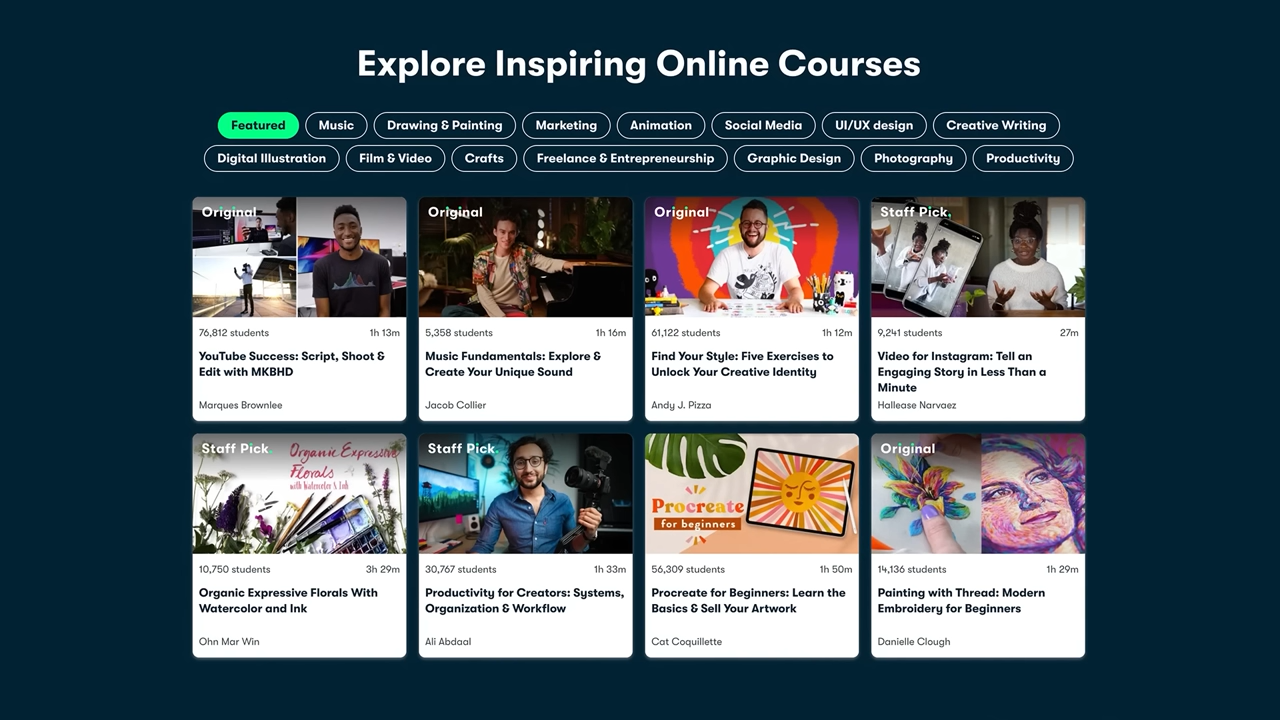 Explore Inspiring Online Courses
Featured Music Drawing & Painting Marketing Animation Social Media UI/UX design Creative Writing
Digital Illustration Film & Video Crafts Freelance & Entrepreneurship Graphic Design Photography Productivity
Original
76,812 students 1h 13m
YouTube Success: Script, Shoot &
Edit with MKBHD
Marques Brownlee
Original
5,358 students 1h 16m
Music Fundamentals: Explore &
Create Your Unique Sound
Jacob Collier
Original
61,122 students 1h 12m
Find Your Style: Five Exercises to
Unlock Your Creative Identity
Andy J. Pizza
Staff Pick.
9,241 students 27m
Video for Instagram: Tell an
Engaging Story in Less Than a
Minute
Hallease Narvaez
Staff Pick.
Organic Expressive
Florals
with Watercolor & Ink
10,750 students 3h 29m
Organic Expressive Florals With
Watercolor and Ink
Ohn Mar Win
Staff Pick.
30,767 students 1h 33m
Productivity for Creators: Systems,
Organization & Workflow
Ali Abdaal
Procreate
for beginners
56,309 students 1h 50m
Procreate for Beginners: Learn the
Basics & Sell Your Artwork
Cat Coquillette
Original
14,136 students 1h 29m
Painting with Thread: Modern
Embroidery for Beginners
Danielle Clough